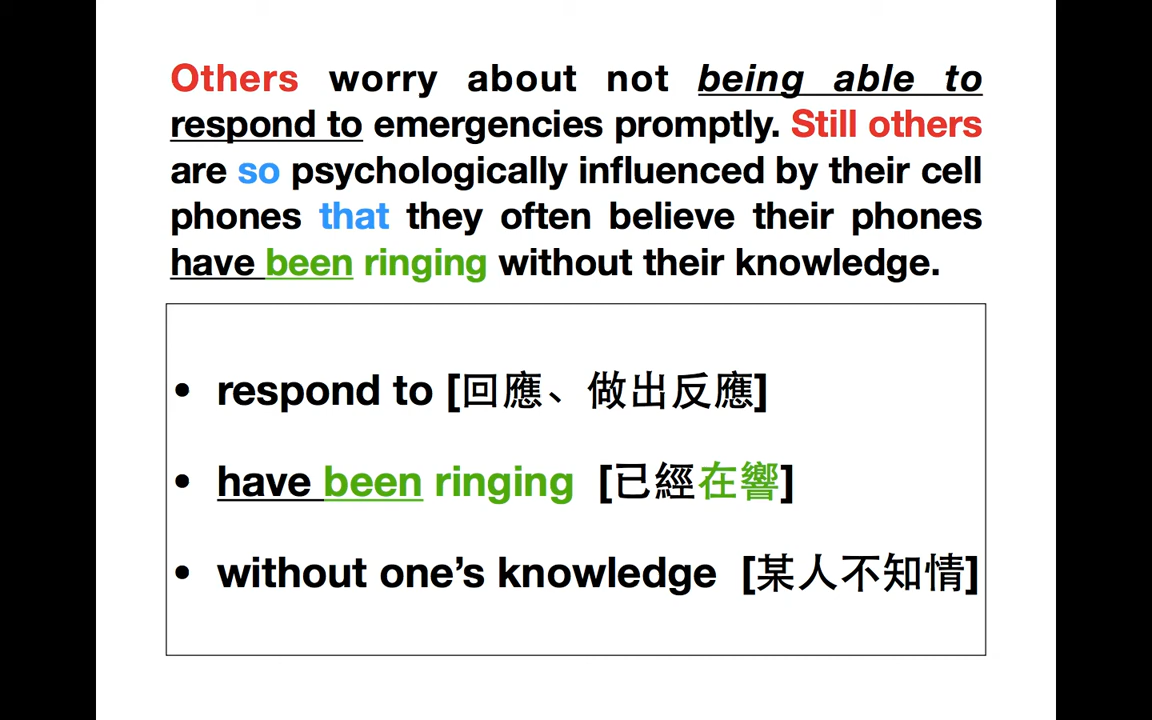 Others worry about not being able to
respond to emergencies promptly. Still others
are so psychologically influenced by their cell
phones that they often believe their phones
have been ringing without their knowledge.
• respond to [回應、做出反應]
• have been ringing [已經在響]
• without one’s knowledge [某人不知情]